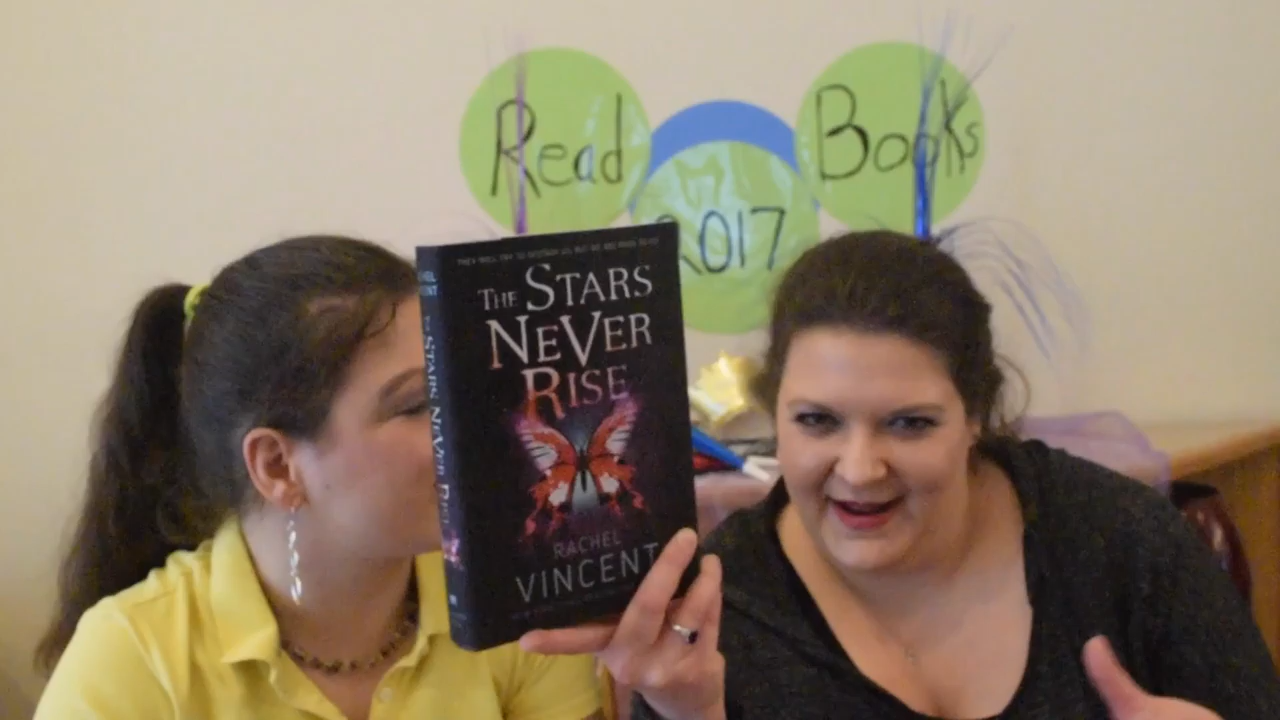 Read
Books
2017
THE STARS
NEVER
RISE
RACHEL
VINCENT
THE STARS NEVER RISE